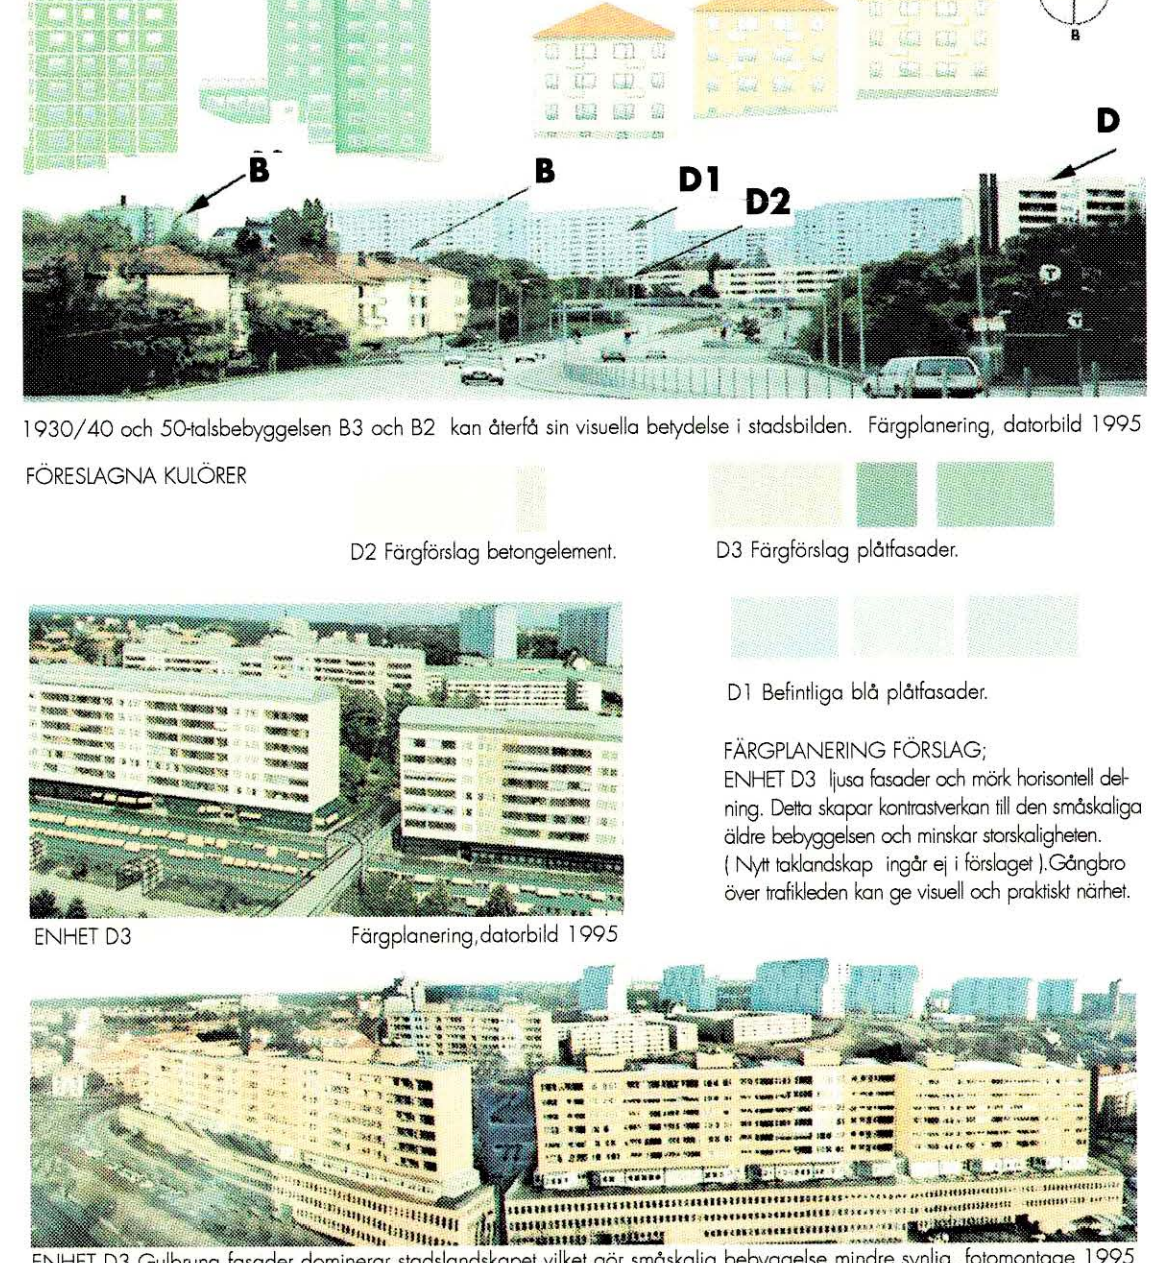 B
B
B
D1
D2
D
T
T
1930/40 och 50-talsbebyggelsen B3 och B2 kan återfå sin visuella betydelse i stadsbilden. Färgplanering, datorbild 1995
FÖRESLAGNA KULÖRER
D2 Färgförslag betongelement.
D3 Färgförslag plåtfasader.
D1 Befintliga blå plåtfasader.
FÄRGPLANERING FÖRSLAG;
ENHET D3 ljusa fasader och mörk horisontell del-
ning. Detta skapar kontrastverkan till den småskaliga
äldre bebyggelsen och minskar storskaligheten.
( Nytt taklandskap ingår ej i förslaget ).Gångbro
över trafikleden kan ge visuell och praktiskt närhet.
ENHET D3
Färgplanering,datorbild 1995
ENHET D3 Gulbruna fasader dominerar stadslandskapet vilket gör småskalig bebyggelse mindre synlig fotomontage 1995